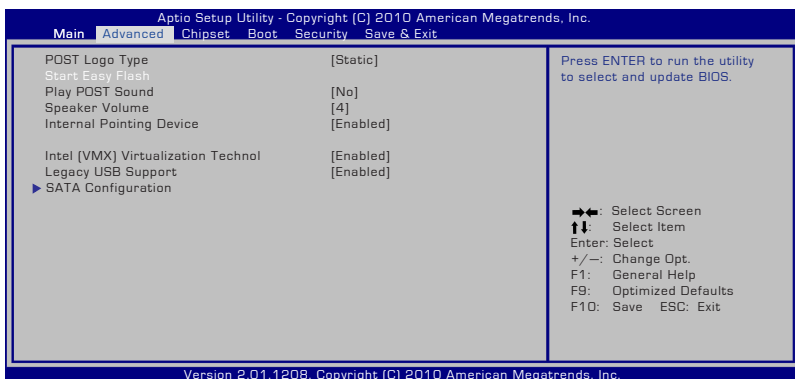 Aptio Setup Utility - Copyright (C) 2010 American Megatrends, Inc.
Main Advanced Chipset Boot Security Save & Exit
POST Logo Type [Static]
Start Easy Flash
Play POST Sound [No]
Speaker Volume [4]
Internal Pointing Device [Enabled]
Intel (VMX) Virtualization Technol [Enabled]
Legacy USB Support [Enabled]
SATA Configuration
Press ENTER to run the utility
to select and update BIOS.
→←: Select Screen
↑↓: Select Item
Enter: Select
+/—: Change Opt.
F1: General Help
F9: Optimized Defaults
F10: Save ESC: Exit
Version 2.01.1208. Copyright (C) 2010 American Megatrends, Inc.